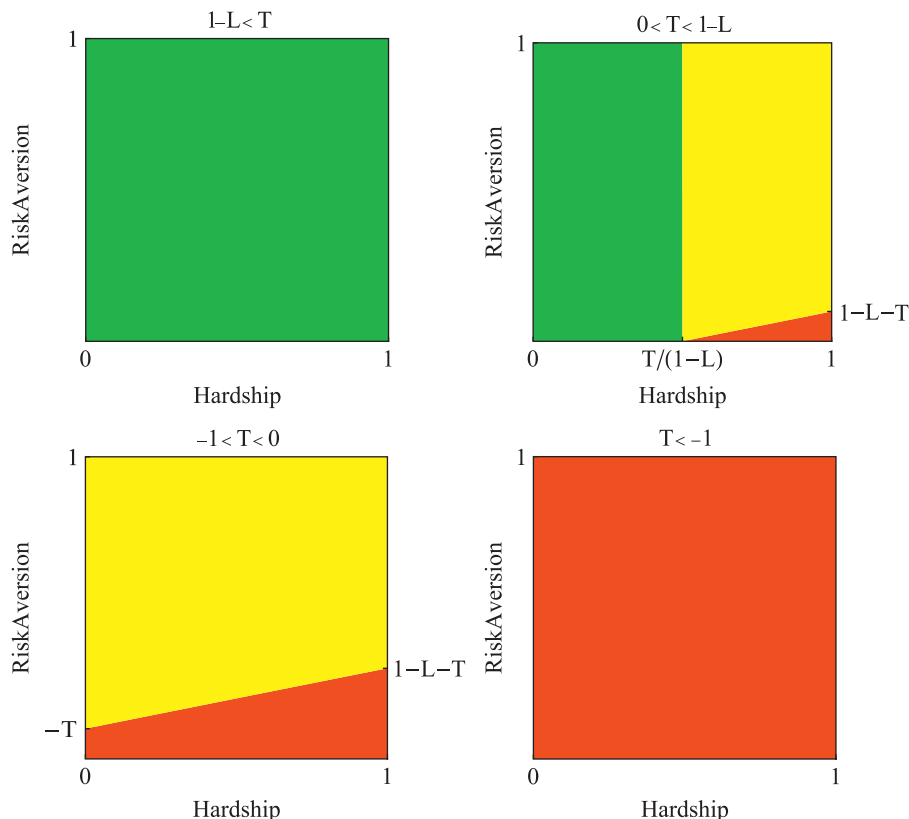 1–L< T
1
RiskAversion
0
1
Hardship
0< T< 1–L
1
RiskAversion
1−L−T
0
T/(1−L)
1
Hardship
–1< T< 0
1
RiskAversion
1−L−T
−T
0
1
Hardship
T< –1
1
RiskAversion
0
1
Hardship